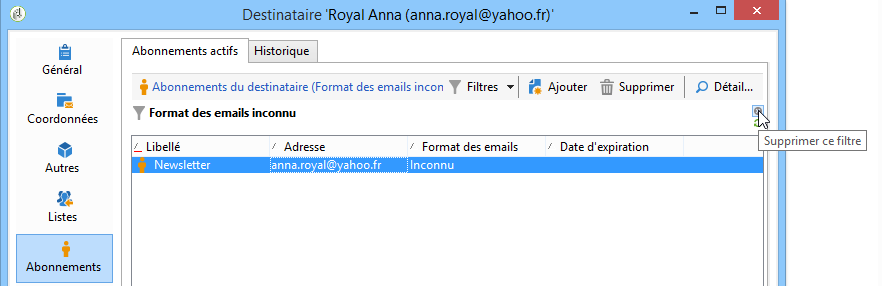 Destinataire 'Royal Anna (anna.royal@yahoo.fr)'
Général
Coordonnées
Autres
Listes
Abonnements
Abonnements actifs Historique
Abonnements du destinataire (Format des emails incon Filtres Ajouter Supprimer Détail...
Format des emails inconnu
Supprimer ce filtre
Libellé Adresse Format des emails Date d'expiration
Newsletter anna.royal@yahoo.fr Inconnu